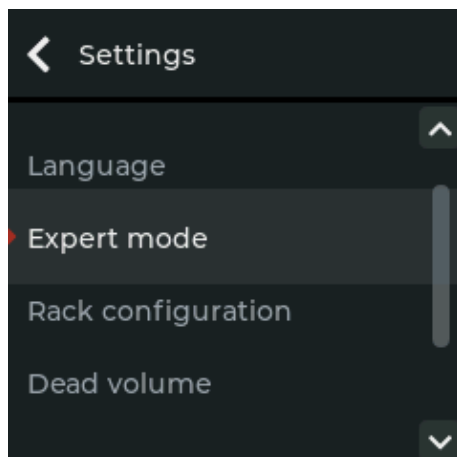 Settings
Language
Expert mode
Rack configuration
Dead volume